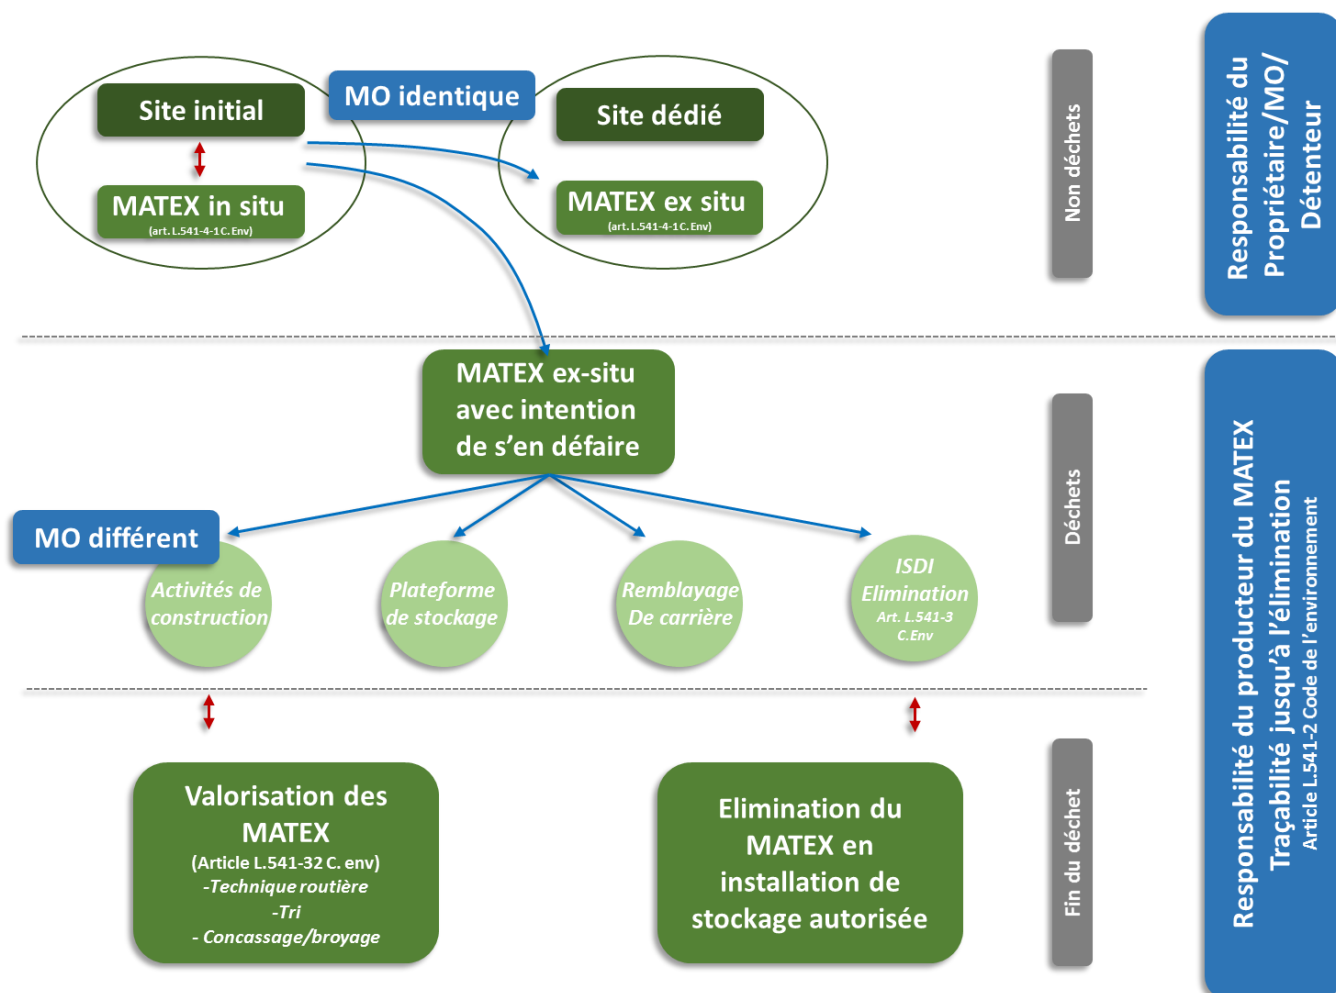 Site initial
MO identique
Site dédié
MATEX in situ
(art. L.541-4-1C. Env)
MATEX ex situ
(art. L.541-4-1C. Env)
Non déchets
Responsabilité du
Propriétaire/MO/
Détenteur
MATEX ex-situ
avec intention
de s'en défaire
MO différent
Activités de
construction
Plateforme
de stockage
Remblayage
De carrière
ISDI
Elimination
Art. L.541-3
C.Env
Déchets
Responsabilité du producteur du MATEX
Traçabilité jusqu'à l'élimination
Article L.541-2 Code de l'environnement
Valorisation des
MATEX
(Article L.541-32 C. env)
-Technique routière
-Tri
- Concassage/broyage
Elimination du
MATEX en
installation de
stockage autorisée
Fin du déchet